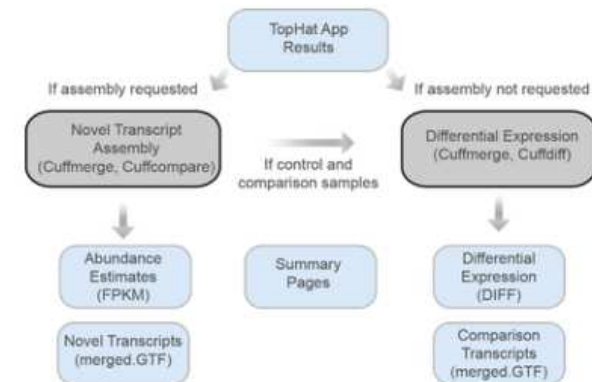 TopHat App
Results
If assembly requested
If assembly not requested
Novel Transcript
Assembly
(Cuffmerge, Cuffcompare)
If control and
comparison samples
Differential Expression
(Cuffmerge, Cuffdiff)
Abundance
Estimates
(FPKM)
Summary
Pages
Differential
Expression
(DIFF)
Novel Transcripts
(merged.GTF)
Comparison
Transcripts
(merged.GTF)